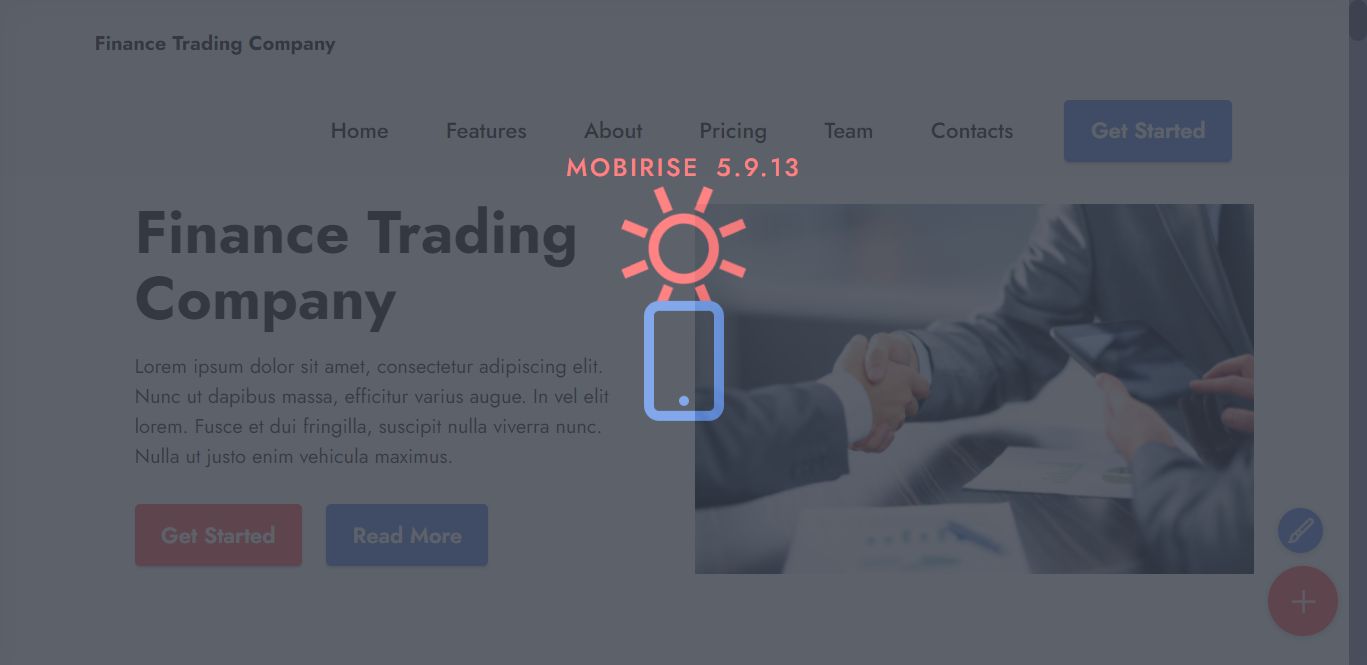 Finance Trading Company
Home Features About Pricing Team Contacts Get Started
MOBIRISE 5.9.13
Finance Trading
Company
Lorem ipsum dolor sit amet, consectetur adipiscing elit.
Nunc ut dapibus massa, efficitur varius augue. In vel elit
lorem. Fusce et dui fringilla, suscipit nulla viverra nunc.
Nulla ut justo enim vehicula maximus.
Get Started Read More